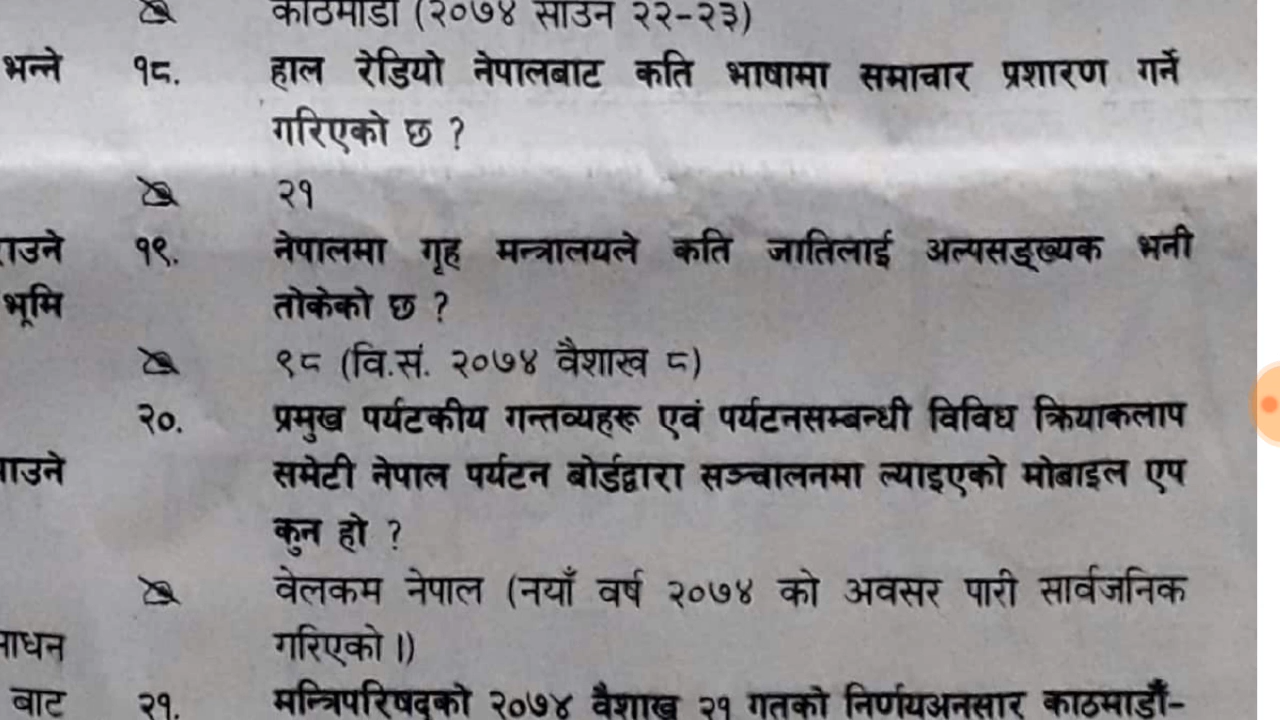 काठमाडौं (२०७४ साउन २२-२३)
भन्ने १८. हाल रेडियो नेपालबाट कति भाषामा समाचार प्रशारण गर्ने
गरिएको छ ?
२१
राउने १९. नेपालमा गृह मन्त्रालयले कति जातिलाई अल्पसङ्ख्यक भनी
भूमि तोकेको छ ?
९८ (वि.सं. २०७४ वैशाख ८)
२०. प्रमुख पर्यटकीय गन्तव्यहरू एवं पर्यटनसम्बन्धी विविध क्रियाकलाप
समेटी नेपाल पर्यटन बोर्डद्वारा सञ्चालनमा ल्याइएको मोबाइल एप
कुन हो ?
वेलकम नेपाल (नयाँ वर्ष २०७४ को अवसर पारी सार्वजनिक
गरिएको ।)
बाट २१. मन्त्रिपरिषद्को २०७४ वैशाख २१ गतको निर्णयअनसार काठमाडौँ-